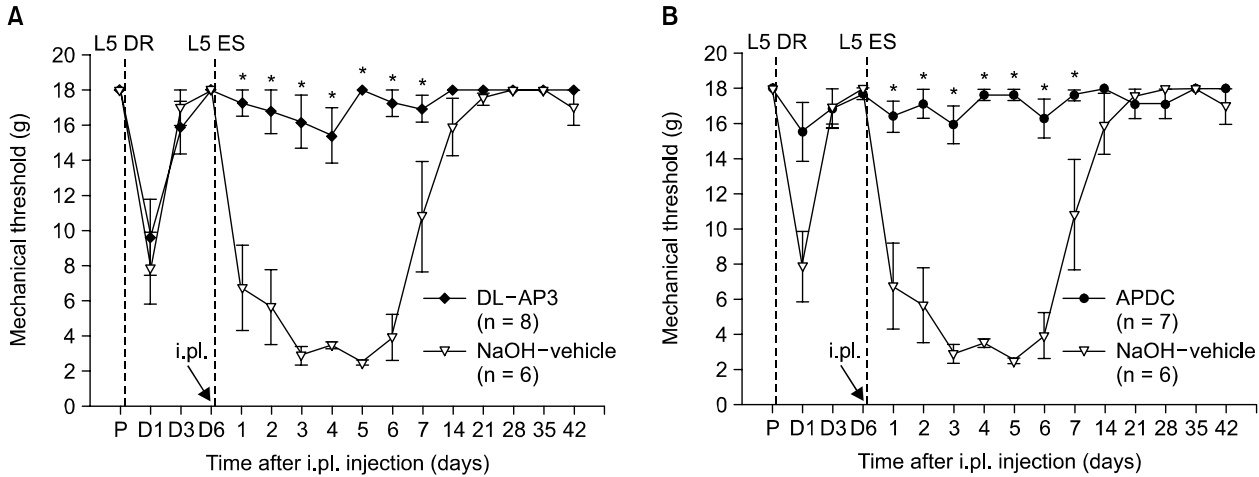 A
L5 DR L5 ES
20
18
16
14
12
10
8
6
4
2
0
Mechanical threshold (g)
* * * * * * *
DL−AP3
(n = 8)
NaOH−vehicle
(n = 6)
i.pl.
P D1 D3 D6 1 2 3 4 5 6 7 14 21 28 35 42
Time after i.pl. injection (days)
B
L5 DR L5 ES
20
18
16
14
12
10
8
6
4
2
0
Mechanical threshold (g)
* * * * * * *
APDC
(n = 7)
NaOH−vehicle
(n = 6)
i.pl.
P D1 D3 D6 1 2 3 4 5 6 7 14 21 28 35 42
Time after i.pl. injection (days)